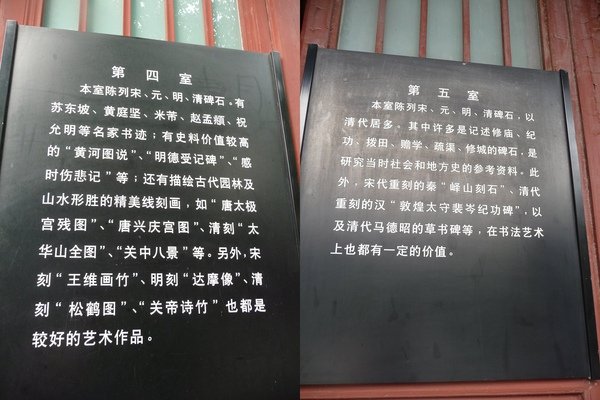 第四室
本室陈列宋、元、明、清碑石。有
苏东坡、黄庭坚、米芾、赵孟頫、祝
允明等名家书迹；有史料价值较高
的“黄河图说”、“明德受记碑”、“感
时伤悲记”等；还有描绘古代园林及
山水形胜的精美线刻画，如“唐太极
宫残图”、“唐兴庆宫图”、清刻“太
华山全图”、“关中八景”等。另外，宋
刻“王维画竹”、明刻“达摩像”、清
刻“松鹤图”、“关帝诗竹”也都是
较好的艺术作品。
第五室
本室陈列宋、元、明、清碑石，以
清代居多。其中许多是记述修庙、纪
功、拨田、赡学、疏渠、修城的碑石，是
研究当时社会和地方史的参考资料。此
外，宋代重刻的秦“峄山刻石”、清代
重刻的汉“敦煌太守裴岑纪功碑”，以
及清代马德昭的草书碑等，在书法艺术
上也都有一定的价值。